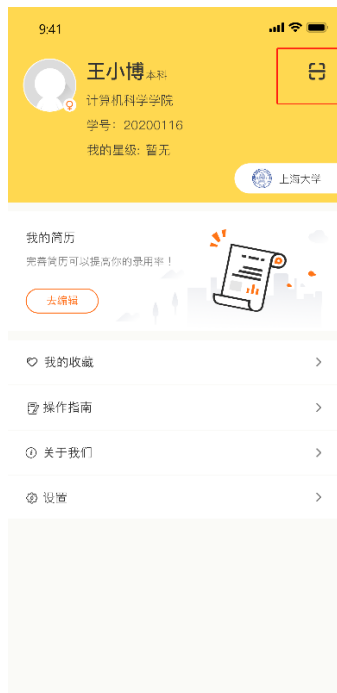 9:41
王小博 本科
计算机科学学院
学号：20200116
我的星级: 暂无
上海大学
我的简历
完善简历可以提高你的录用率！
去编辑
我的收藏
操作指南
关于我们
设置